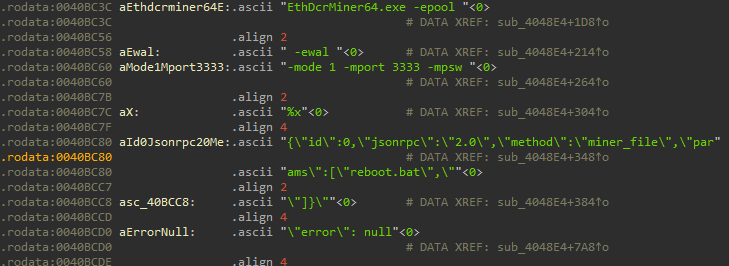 .rodata:0040BC3C aEthdcrminer64E:.ascii "EthDcrMiner64.exe -epool "<0>
.rodata:0040BC3C # DATA XREF: sub_4048E4+1D8↑o
.rodata:0040BC56 .align 2
.rodata:0040BC58 aEwal: .ascii " -ewal "<0> # DATA XREF: sub_4048E4+214↑o
.rodata:0040BC60 aMode1Mport3333:.ascii "-mode 1 -mport 3333 -mpsw "<0>
.rodata:0040BC60 # DATA XREF: sub_4048E4+264↑o
.rodata:0040BC7B .align 2
.rodata:0040BC7C aX: .ascii "%x"<0> # DATA XREF: sub_4048E4+304↑o
.rodata:0040BC7F .align 4
.rodata:0040BC80 aId0Jsonrpc20Me:.ascii "{\"id\":0,\"jsonrpc\":\"2.0\",\"method\":\"miner_file\",\"par"
.rodata:0040BC80 # DATA XREF: sub_4048E4+348↑o
.rodata:0040BC80 .ascii "ams\":[\"reboot.bat\",\""<0>
.rodata:0040BCC7 .align 2
.rodata:0040BCC8 asc_40BCC8: .ascii "\"]}\""<0> # DATA XREF: sub_4048E4+384↑o
.rodata:0040BCCD .align 4
.rodata:0040BCD0 aErrorNull: .ascii "\"error\": null"<0>
.rodata:0040BCD0 # DATA XREF: sub_4048E4+7A8↑o
.rodata:0040BCDE .align 4